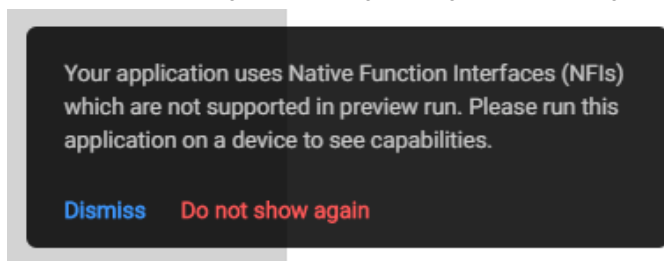 Your application uses Native Function Interfaces (NFIs)
which are not supported in preview run. Please run this
application on a device to see capabilities.
Dismiss Do not show again